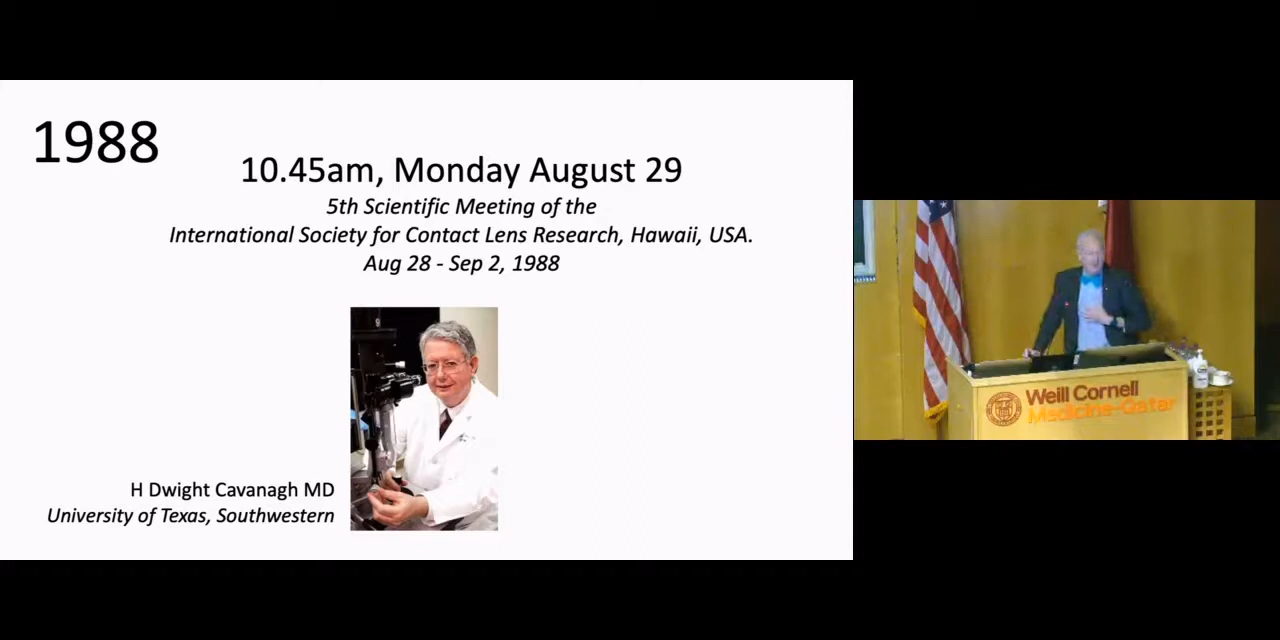 1988
10.45am, Monday August 29
5th Scientific Meeting of the
International Society for Contact Lens Research, Hawaii, USA.
Aug 28 - Sep 2, 1988
9
H Dwight Cavanagh MD
University of Texas, Southwestern
Weill Cornell
Medicine-Qatar